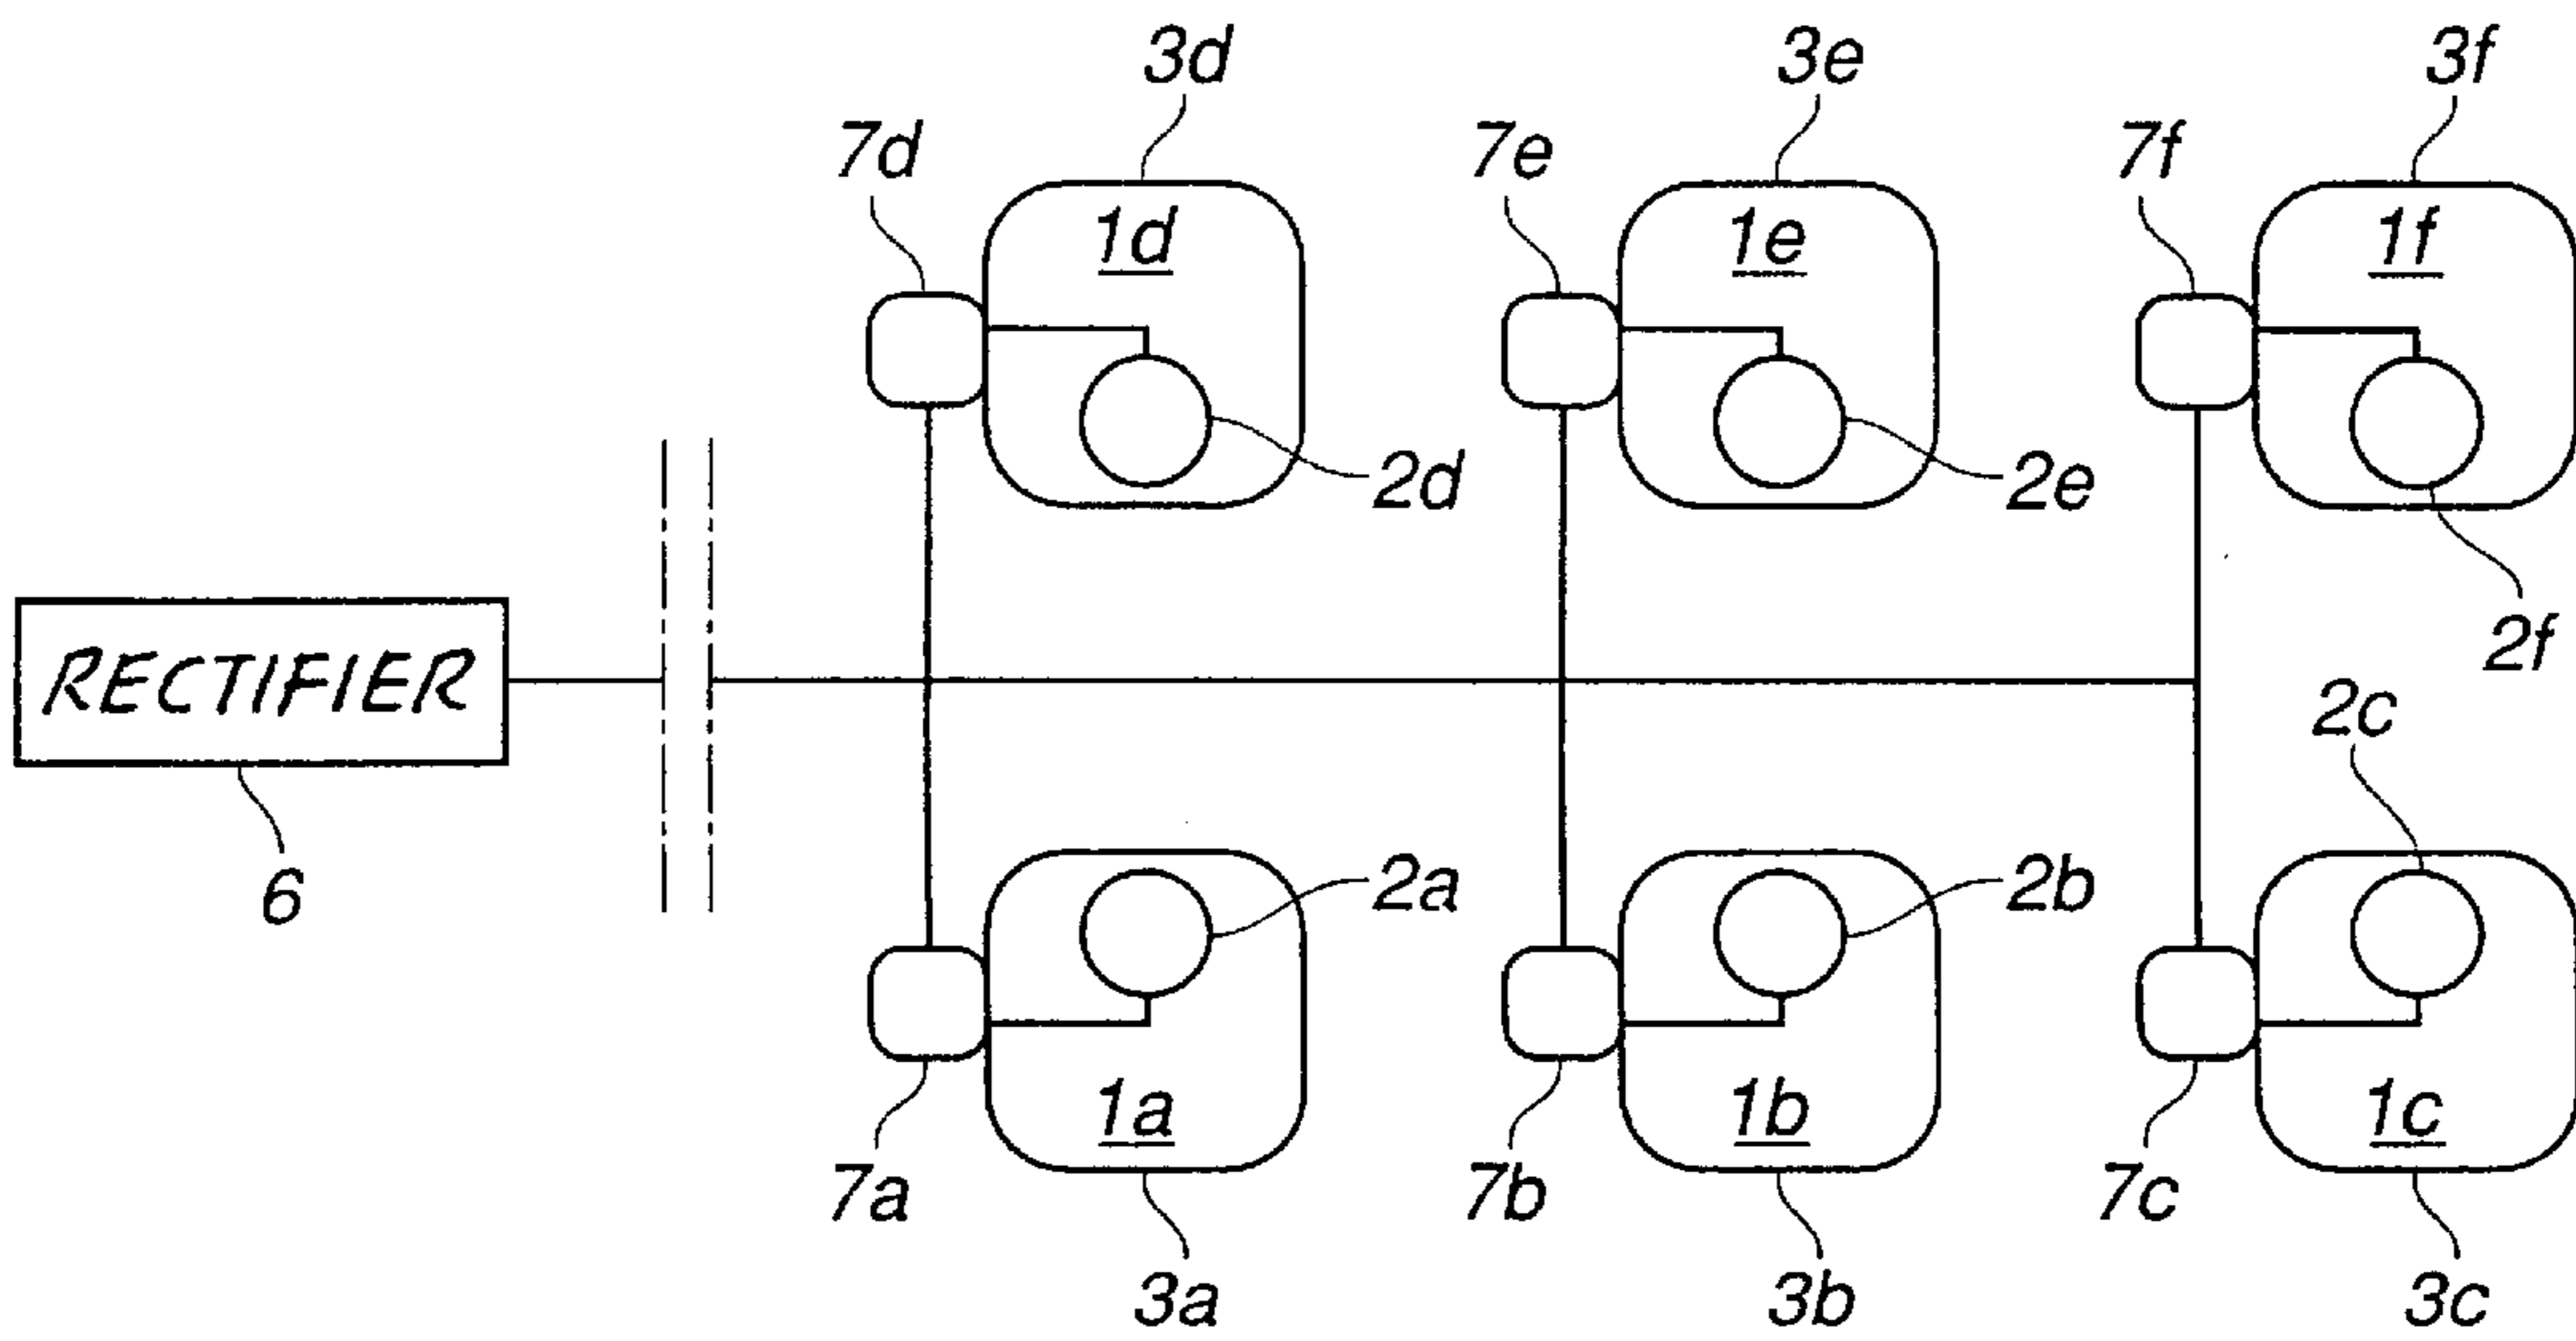 3d
3e
3f
7d
7e
7f
1d
1e
1f
2d
2e
2f
RECTIFIER
2c
6
2a
2b
1a
1b
1c
7a
7b
7c
3a
3b
3c